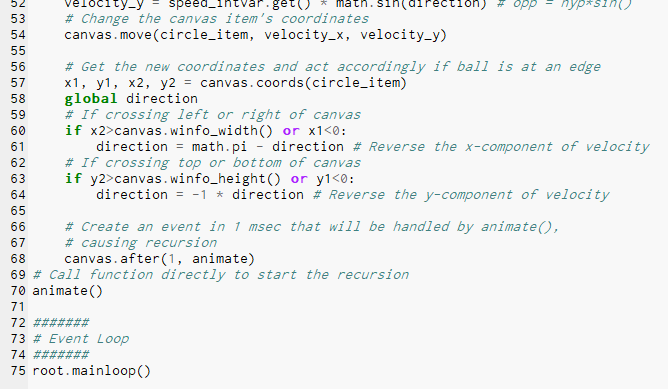 52 velocity_y = speed_intvar.get() * math.sin(direction) # opp = hyp*sin()
53 # Change the canvas item's coordinates
54 canvas.move(circle_item, velocity_x, velocity_y)
55
56 # Get the new coordinates and act accordingly if ball is at an edge
57 x1, y1, x2, y2 = canvas.coords(circle_item)
58 global direction
59 # If crossing left or right of canvas
60 if x2>canvas.winfo_width() or x1<0:
61 direction = math.pi - direction # Reverse the x-component of velocity
62 # If crossing top or bottom of canvas
63 if y2>canvas.winfo_height() or y1<0:
64 direction = -1 * direction # Reverse the y-component of velocity
65
66 # Create an event in 1 msec that will be handled by animate(),
67 # causing recursion
68 canvas.after(1, animate)
69 # Call function directly to start the recursion
70 animate()
71
72 #######
73 # Event Loop
74 #######
75 root.mainloop()